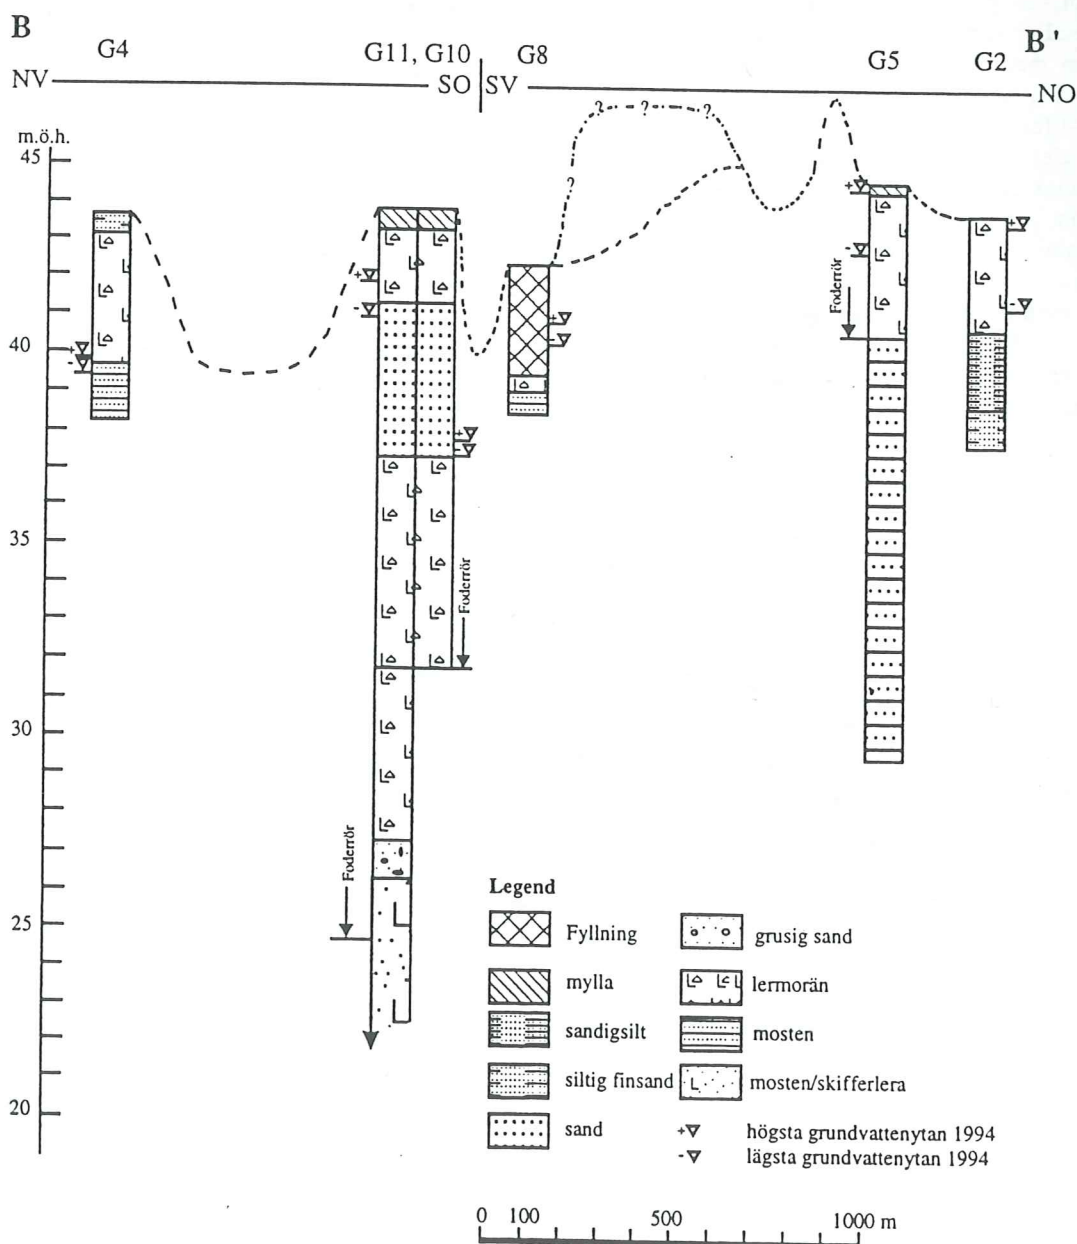 B B'
G4 G11, G10 G8 G5 G2
NV SO SV NO
m.ö.h.
45
40
35
30
25
20
+ -
+ -
+ -
+ -
+ -
+ -
+ -
? ? ? ?
Foderrör
Foderrör
Foderrör
Legend
Fyllning
mylla
sandigsilt
siltig finsand
sand
grusig sand
lermorän
mosten
mosten/skifferlera
+ högsta grundvattenytan 1994
- lägsta grundvattenytan 1994
0 100 500 1000 m